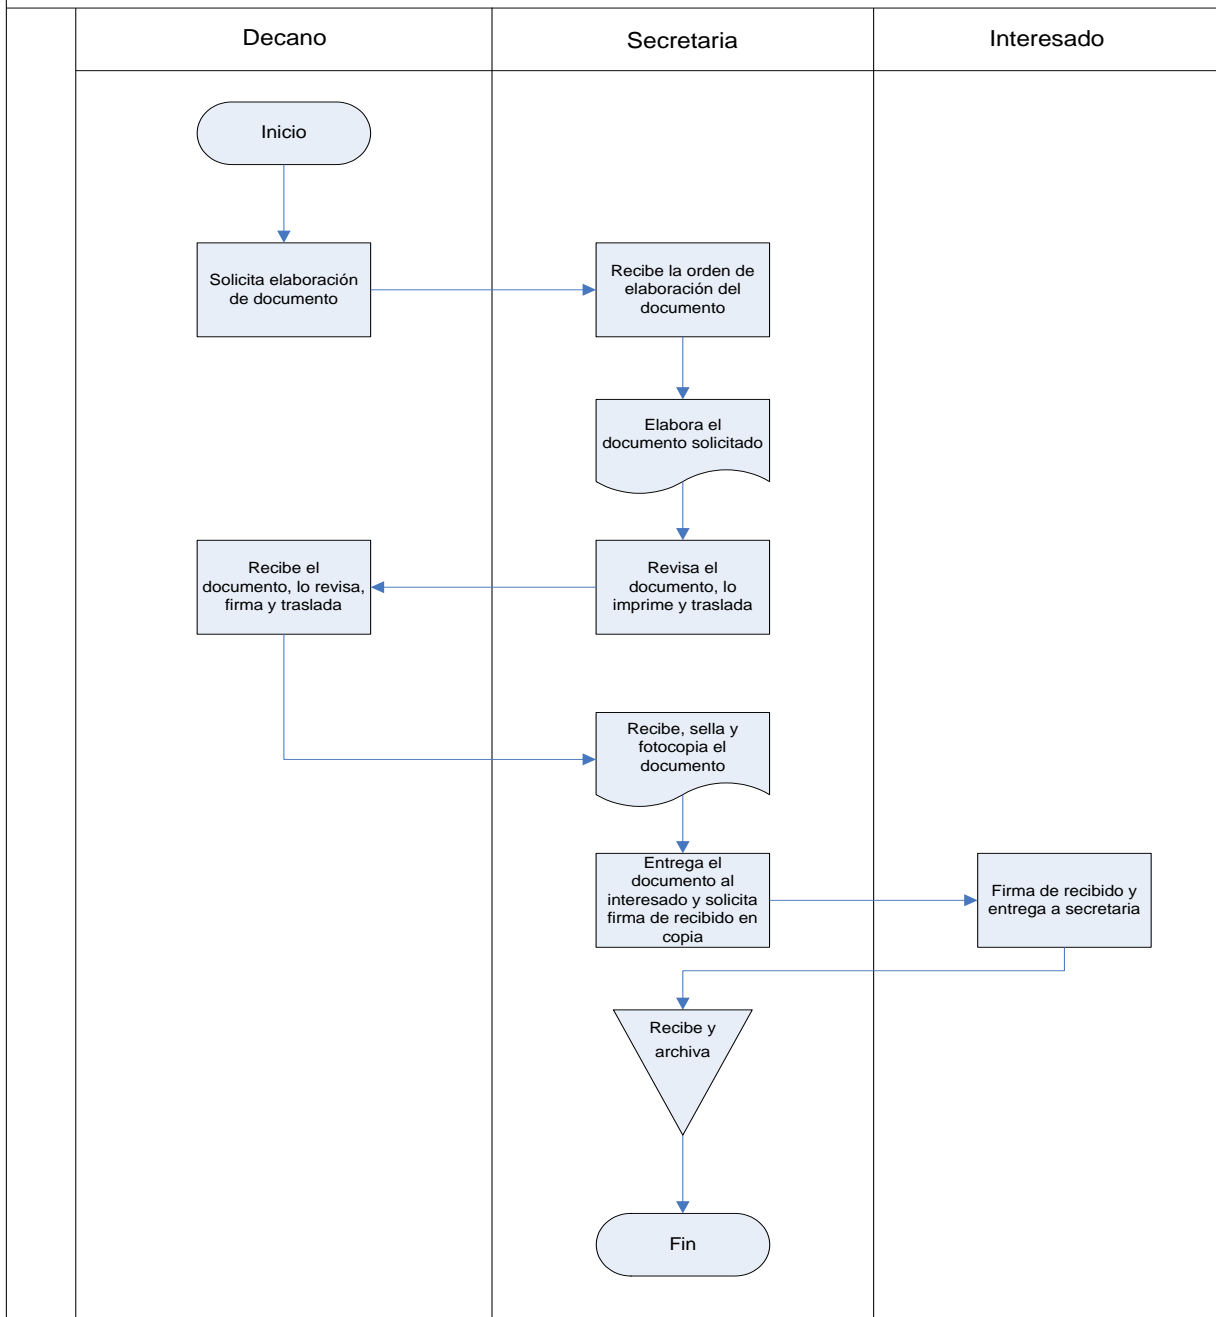 Decano
Secretaria
Interesado
Inicio
Solicita elaboración
de documento
Recibe la orden de
elaboración del
documento
Elabora el
documento solicitado
Revisa el
documento, lo
imprime y traslada
Recibe el
documento, lo revisa,
firma y traslada
Recibe, sella y
fotocopia el
documento
Entrega el
documento al
interesado y solicita
firma de recibido en
copia
Firma de recibido y
entrega a secretaria
Recibe y
archiva
Fin